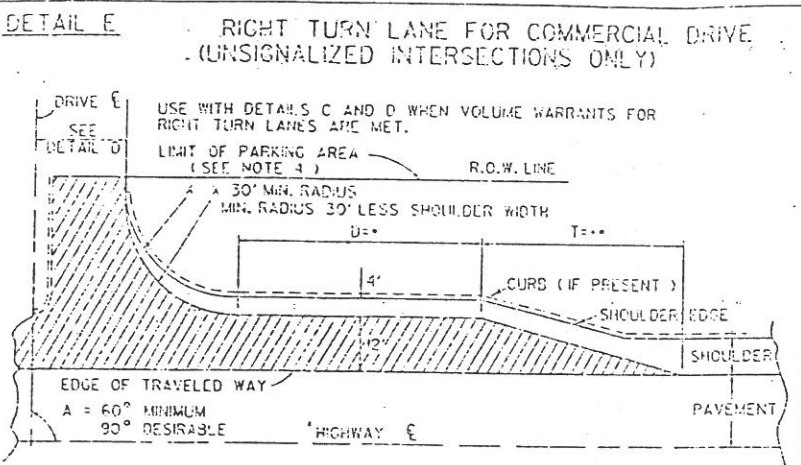 DETAIL E
RIGHT TURN LANE FOR COMMERCIAL DRIVE
(UNSIGNALIZED INTERSECTIONS ONLY)
DRIVE ℄
SEE
DETAIL D
USE WITH DETAILS C AND D WHEN VOLUME WARRANTS FOR
RIGHT TURN LANES ARE MET.
LIMIT OF PARKING AREA
(SEE NOTE 4)
R.O.W. LINE
30' MIN. RADIUS
MIN. RADIUS 30' LESS SHOULDER WIDTH
D=*
T=**
4'
CURB (IF PRESENT)
SHOULDER EDGE
12'
SHOULDER
EDGE OF TRAVELED WAY
A = 60° MINIMUM
90° DESIRABLE
HIGHWAY ℄
PAVEMENT